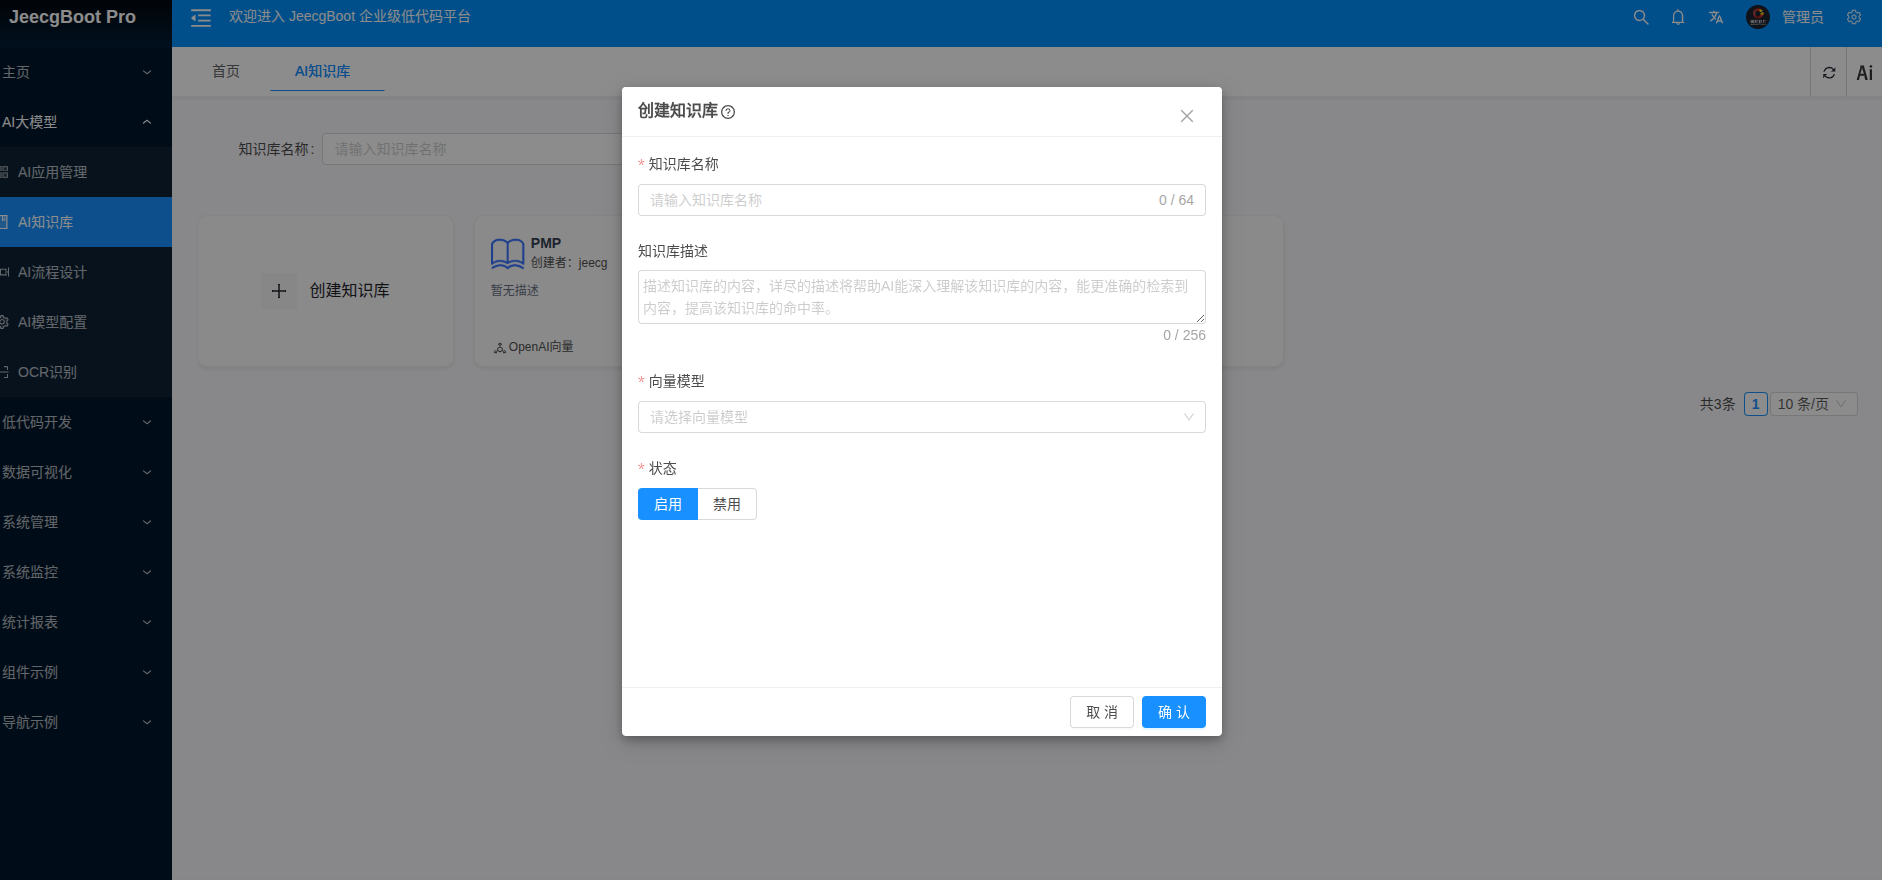 JeecgBoot Pro
欢迎进入 JeecgBoot 企业级低代码平台
管理员
主页
AI大模型
AI应用管理
AI知识库
AI流程设计
AI模型配置
OCR识别
低代码开发
数据可视化
系统管理
系统监控
统计报表
组件示例
导航示例
首页
AI知识库
Ai
知识库名称:
请输入知识库名称
创建知识库
PMP
创建者：jeecg
暂无描述
OpenAI向量
共3条
1
10 条/页
创建知识库
* 知识库名称
请输入知识库名称
0 / 64
知识库描述
描述知识库的内容，详尽的描述将帮助AI能深入理解该知识库的内容，能更准确的检索到
内容，提高该知识库的命中率。
0 / 256
* 向量模型
请选择向量模型
* 状态
启用
禁用
取 消
确 认